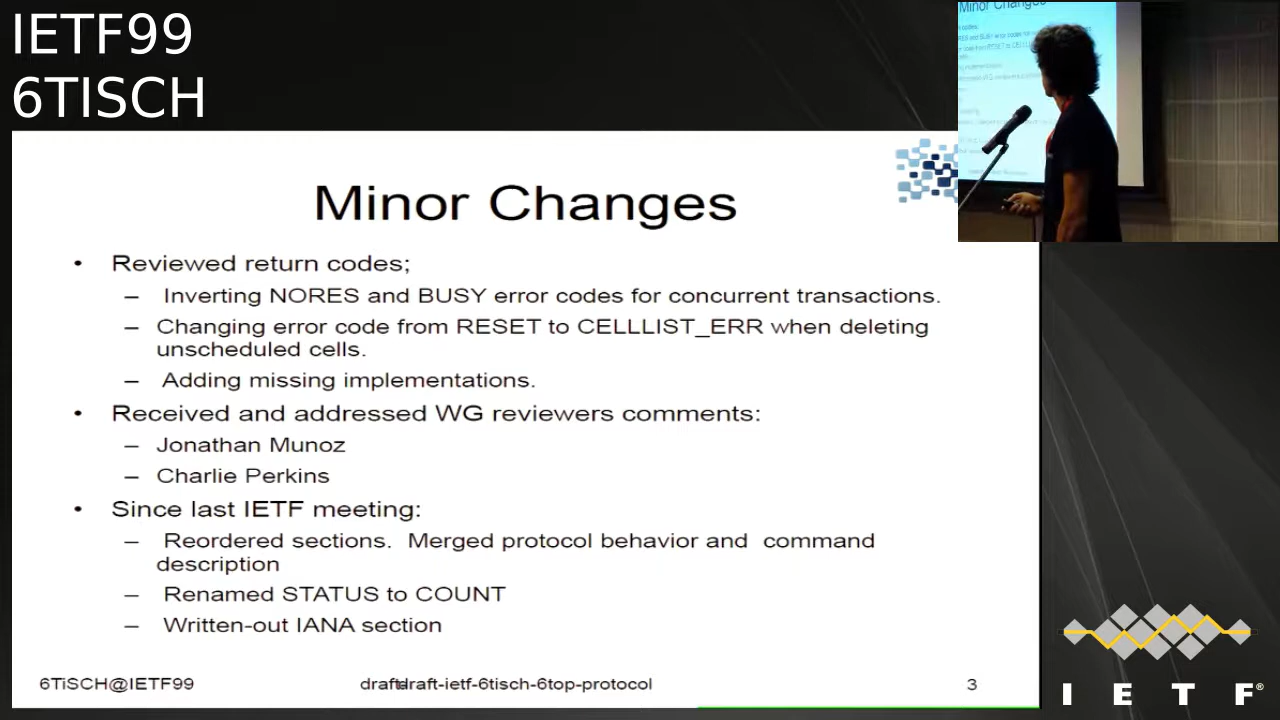 IETF99
6TISCH
Minor Changes
Minor Changes
• Reviewed return codes;
– Inverting NORES and BUSY error codes for concurrent transactions.
– Changing error code from RESET to CELLLIST_ERR when deleting
unscheduled cells.
– Adding missing implementations.
• Received and addressed WG reviewers comments:
– Jonathan Munoz
– Charlie Perkins
• Since last IETF meeting:
– Reordered sections. Merged protocol behavior and command
description
– Renamed STATUS to COUNT
– Written-out IANA section
6TiSCH@IETF99
draft-ietf-6tisch-6top-protocol
3
I E T F®